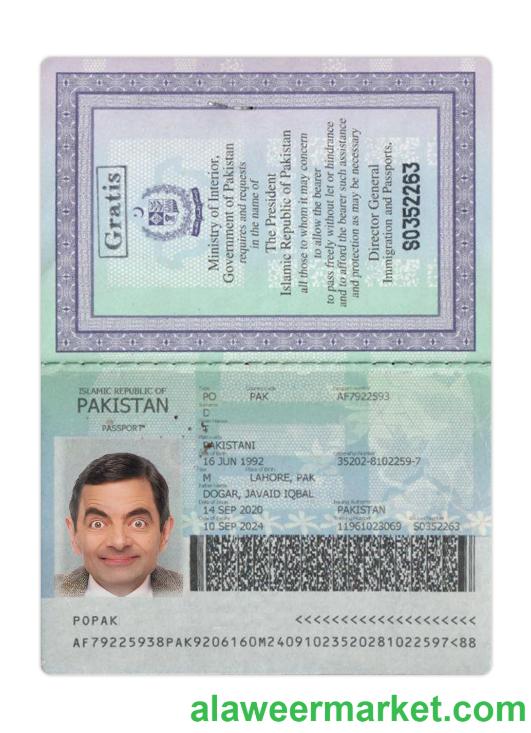 Gratis
Ministry of Interior,
Government of Pakistan
requires and requests
in the name of
The President
Islamic Republic of Pakistan
all those to whom it may concern
to allow the bearer
to pass freely without let or hindrance
and to afford the bearer such assistance
and protection as may be necessary
Director General
Immigration and Passports.
S0352263
ISLAMIC REPUBLIC OF
PAKISTAN
PASSPORT
PO PAK AF7922593
D
PAKISTANI
16 JUN 1992 35202-8102259-7
M LAHORE, PAK
DOGAR, JAVAID IQBAL
14 SEP 2020 PAKISTAN
10 SEP 2024 11961023069 S0352263
POPAK <<<<<<<<<<<<<<<<<<<<<
AF79225938PAK9206160M24091023520281022597<88
alaweermarket.com